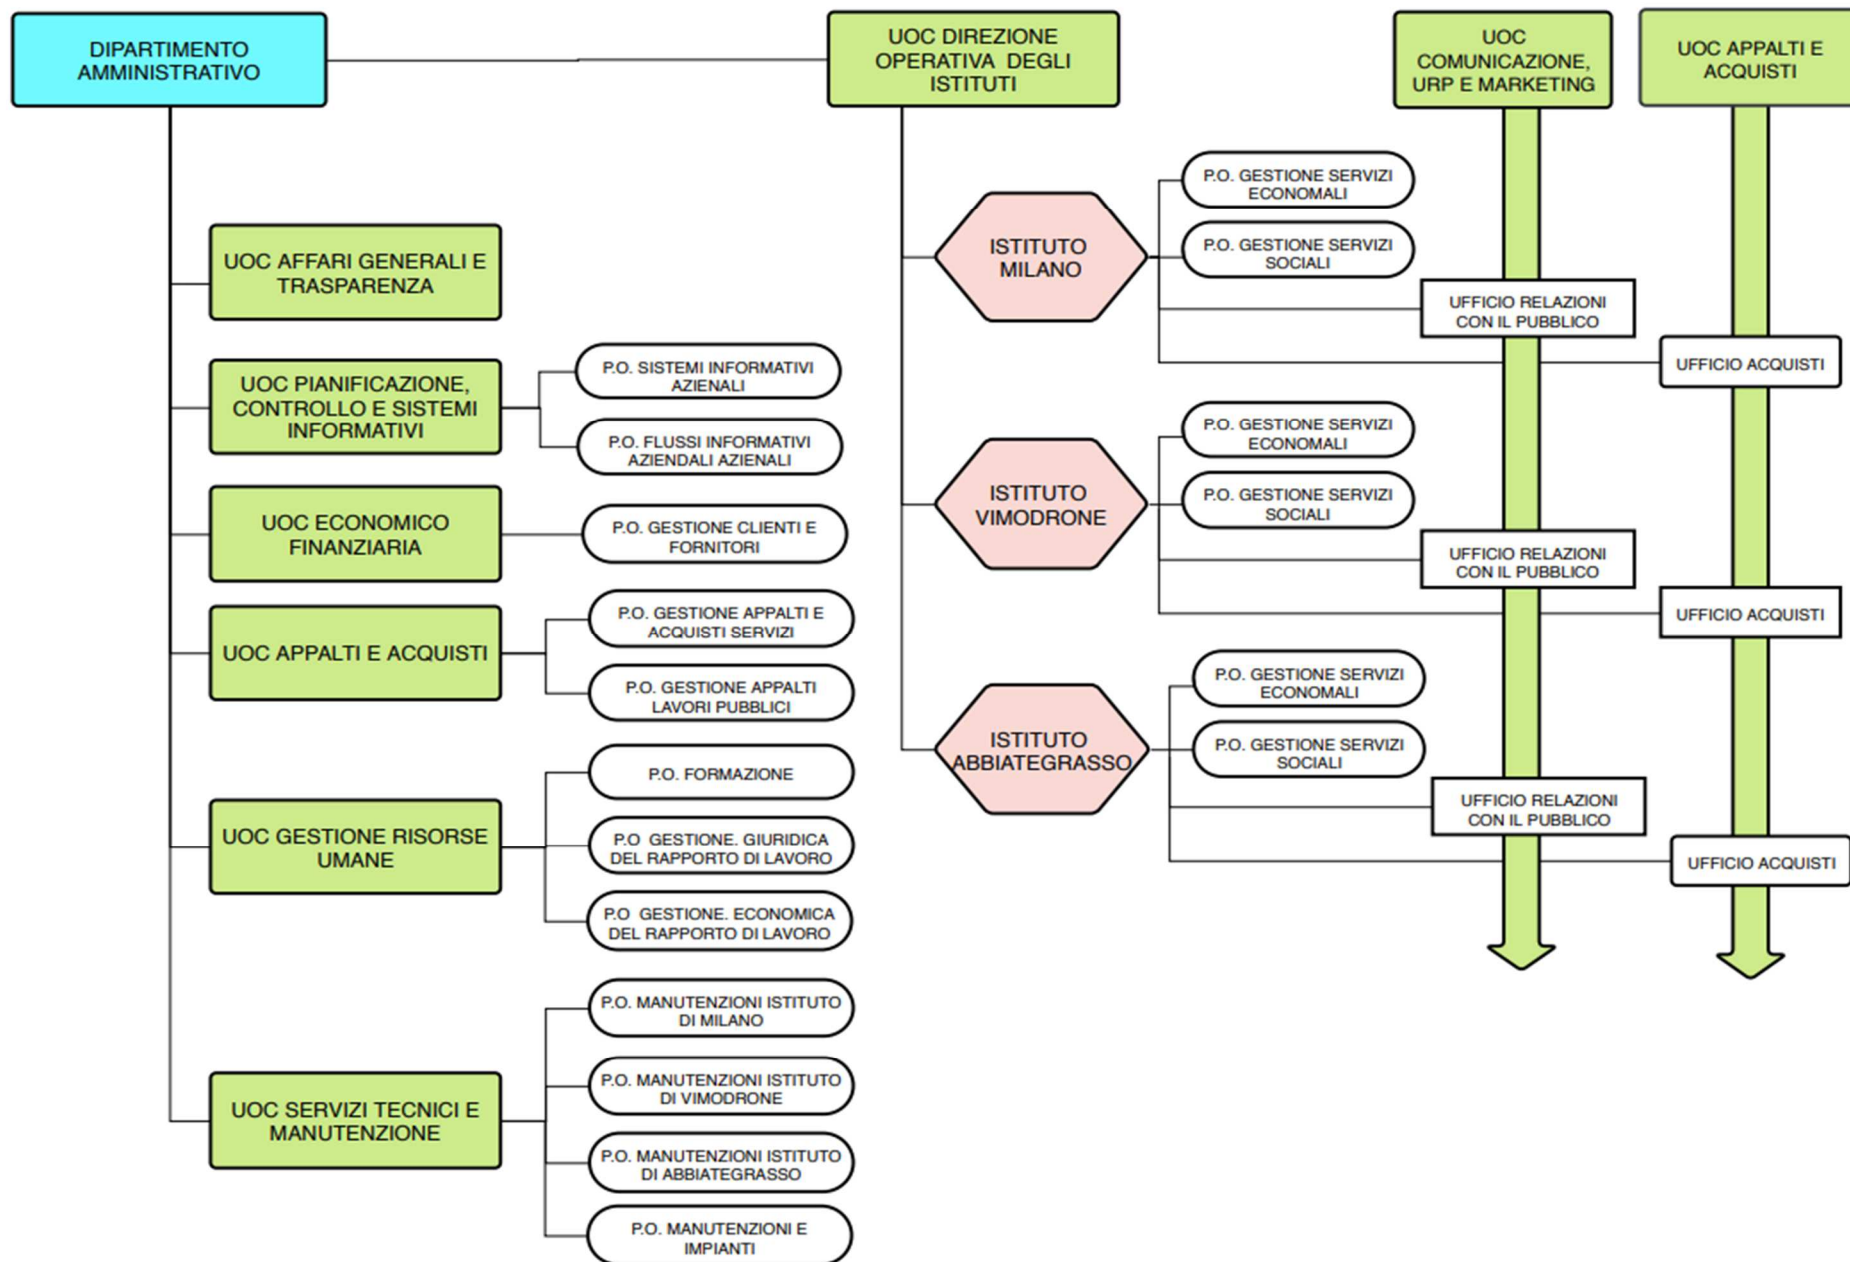 DIPARTIMENTO
AMMINISTRATIVO
UOC DIREZIONE
OPERATIVA DEGLI
ISTITUTI
UOC
COMUNICAZIONE,
URP E MARKETING
UOC APPALTI E
ACQUISTI
UOC AFFARI GENERALI E
TRASPARENZA
UOC PIANIFICAZIONE,
CONTROLLO E SISTEMI
INFORMATIVI
P.O. SISTEMI INFORMATIVI
AZIENALI
P.O. FLUSSI INFORMATIVI
AZIENDALI AZIENALI
UOC ECONOMICO
FINANZIARIA
P.O. GESTIONE CLIENTI E
FORNITORI
UOC APPALTI E ACQUISTI
P.O. GESTIONE APPALTI E
ACQUISTI SERVIZI
P.O. GESTIONE APPALTI
LAVORI PUBBLICI
UOC GESTIONE RISORSE
UMANE
P.O. FORMAZIONE
P.O GESTIONE. GIURIDICA
DEL RAPPORTO DI LAVORO
P.O GESTIONE. ECONOMICA
DEL RAPPORTO DI LAVORO
UOC SERVIZI TECNICI E
MANUTENZIONE
P.O. MANUTENZIONI ISTITUTO
DI MILANO
P.O. MANUTENZIONI ISTITUTO
DI VIMODRONE
P.O. MANUTENZIONI ISTITUTO
DI ABBIATEGRASSO
P.O. MANUTENZIONI E
IMPIANTI
ISTITUTO
MILANO
P.O. GESTIONE SERVIZI
ECONOMALI
P.O. GESTIONE SERVIZI
SOCIALI
UFFICIO RELAZIONI
CON IL PUBBLICO
UFFICIO ACQUISTI
ISTITUTO
VIMODRONE
P.O. GESTIONE SERVIZI
ECONOMALI
P.O. GESTIONE SERVIZI
SOCIALI
UFFICIO RELAZIONI
CON IL PUBBLICO
UFFICIO ACQUISTI
ISTITUTO
ABBIATEGRASSO
P.O. GESTIONE SERVIZI
ECONOMALI
P.O. GESTIONE SERVIZI
SOCIALI
UFFICIO RELAZIONI
CON IL PUBBLICO
UFFICIO ACQUISTI